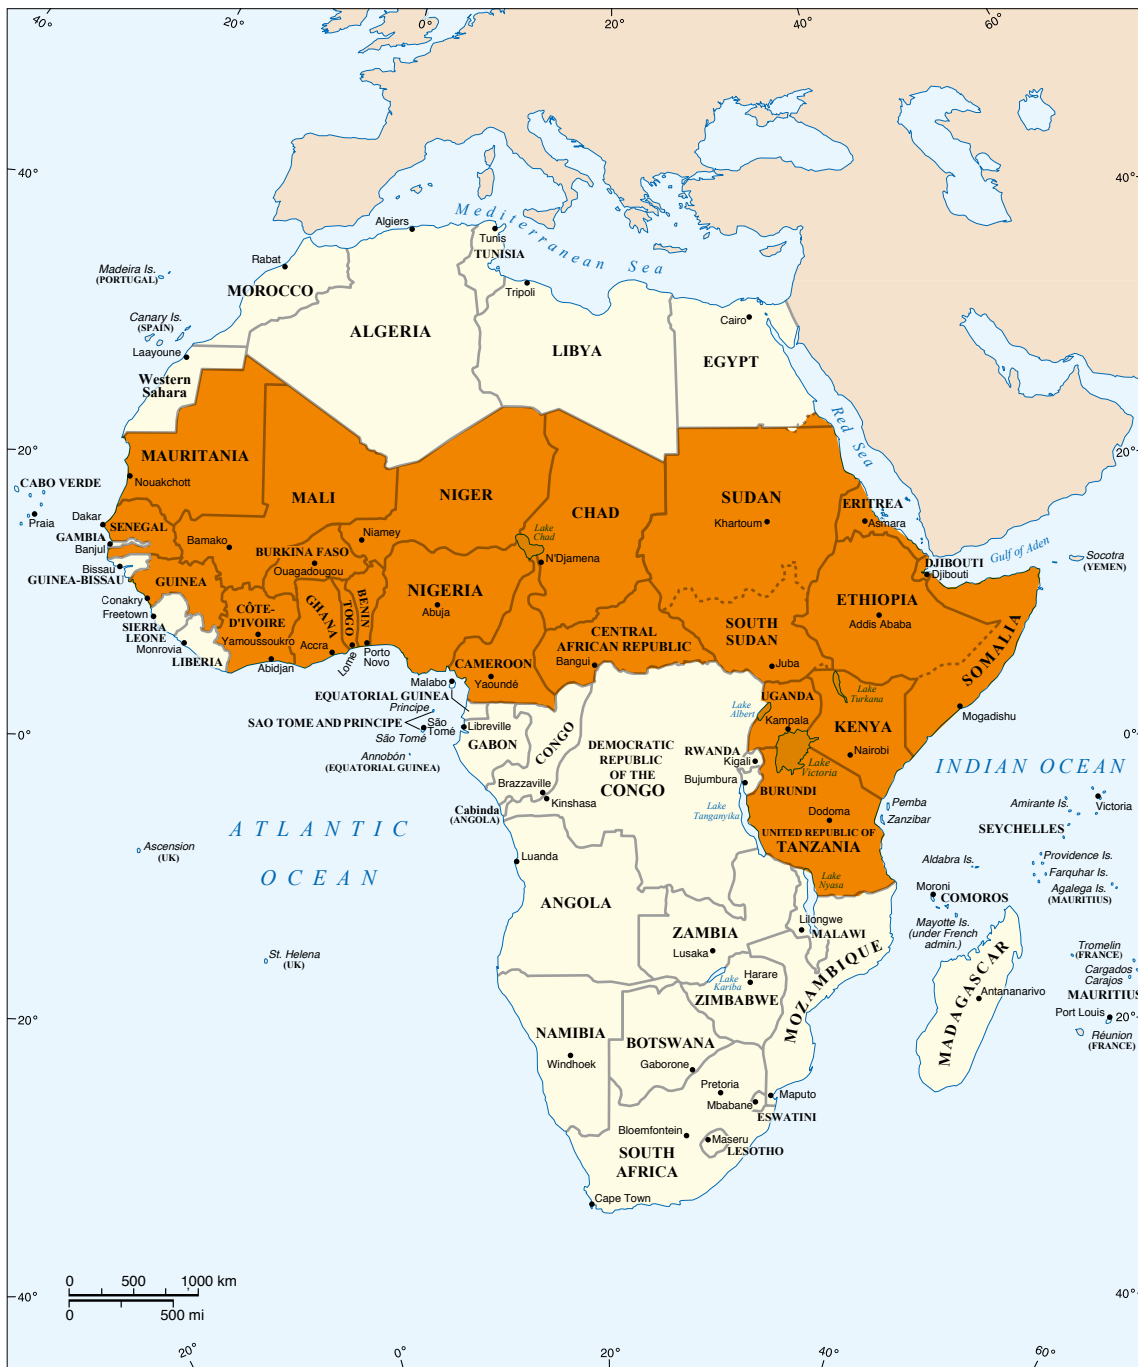 40°
20°
0°
20°
40°
60°
40°
40°
Mediterranean Sea
Algiers
Tunis
TUNISIA
Rabat
Madeira Is.
(PORTUGAL)
MOROCCO
Tripoli
Canary Is.
(SPAIN)
Laayoune
ALGERIA
LIBYA
Cairo
EGYPT
Western
Sahara
Red Sea
20°
20°
MAURITANIA
Nouakchott
CABO VERDE
Praia
MALI
NIGER
CHAD
SUDAN
Khartoum
ERITREA
Asmara
Dakar
SENEGAL
GAMBIA
Banjul
Bissau
GUINEA-BISSAU
Bamako
Niamey
BURKINA FASO
Ouagadougou
Lake
Chad
N'Djamena
Gulf of Aden
Socotra
(YEMEN)
DJIBOUTI
Djibouti
GUINEA
Conakry
Freetown
SIERRA
LEONE
Monrovia
LIBERIA
CÔTE-
D'IVOIRE
Yamoussoukro
Abidjan
GHANA
Accra
TOGO
Lome
BENIN
Porto
Novo
NIGERIA
Abuja
CENTRAL
AFRICAN REPUBLIC
Bangui
SOUTH
SUDAN
Juba
ETHIOPIA
Addis Ababa
SOMALIA
Mogadishu
CAMEROON
Yaoundé
Malabo
EQUATORIAL GUINEA
Principe
SAO TOME AND PRINCIPE
São
Tomé
São Tomé
Libreville
Annobón
(EQUATORIAL GUINEA)
GABON
CONGO
DEMOCRATIC
REPUBLIC
OF THE
CONGO
Lake
Albert
UGANDA
Kampala
Lake
Turkana
KENYA
Nairobi
0°
0°
RWANDA
Kigali
Bujumbura
BURUNDI
Lake
Victoria
INDIAN OCEAN
Brazzaville
Kinshasa
Cabinda
(ANGOLA)
Lake
Tanganyika
Dodoma
UNITED REPUBLIC OF
TANZANIA
Pemba
Zanzibar
Amirante Is.
Victoria
SEYCHELLES
ATLANTIC
OCEAN
Ascension
(UK)
Luanda
Lake
Nyasa
Aldabra Is.
Providence Is.
Farquhar Is.
Agalega Is.
(MAURITIUS)
Moroni
COMOROS
Mayotte Is.
(under French
admin.)
ANGOLA
ZAMBIA
Lusaka
Lilongwe
MALAWI
St. Helena
(UK)
Lake
Kariba
Harare
ZIMBABWE
MOZAMBIQUE
MADAGASCAR
Antananarivo
Tromelin
(FRANCE)
Cargados
Carajos
MAURITIUS
Port Louis
Réunion
(FRANCE)
20°
20°
NAMIBIA
Windhoek
BOTSWANA
Gaborone
Pretoria
Mbabane
Maputo
ESWATINI
Bloemfontein
Maseru
LESOTHO
SOUTH
AFRICA
Cape Town
0
500
1000 km
0
500 mi
40°
40°
20°
0°
20°
40°
60°